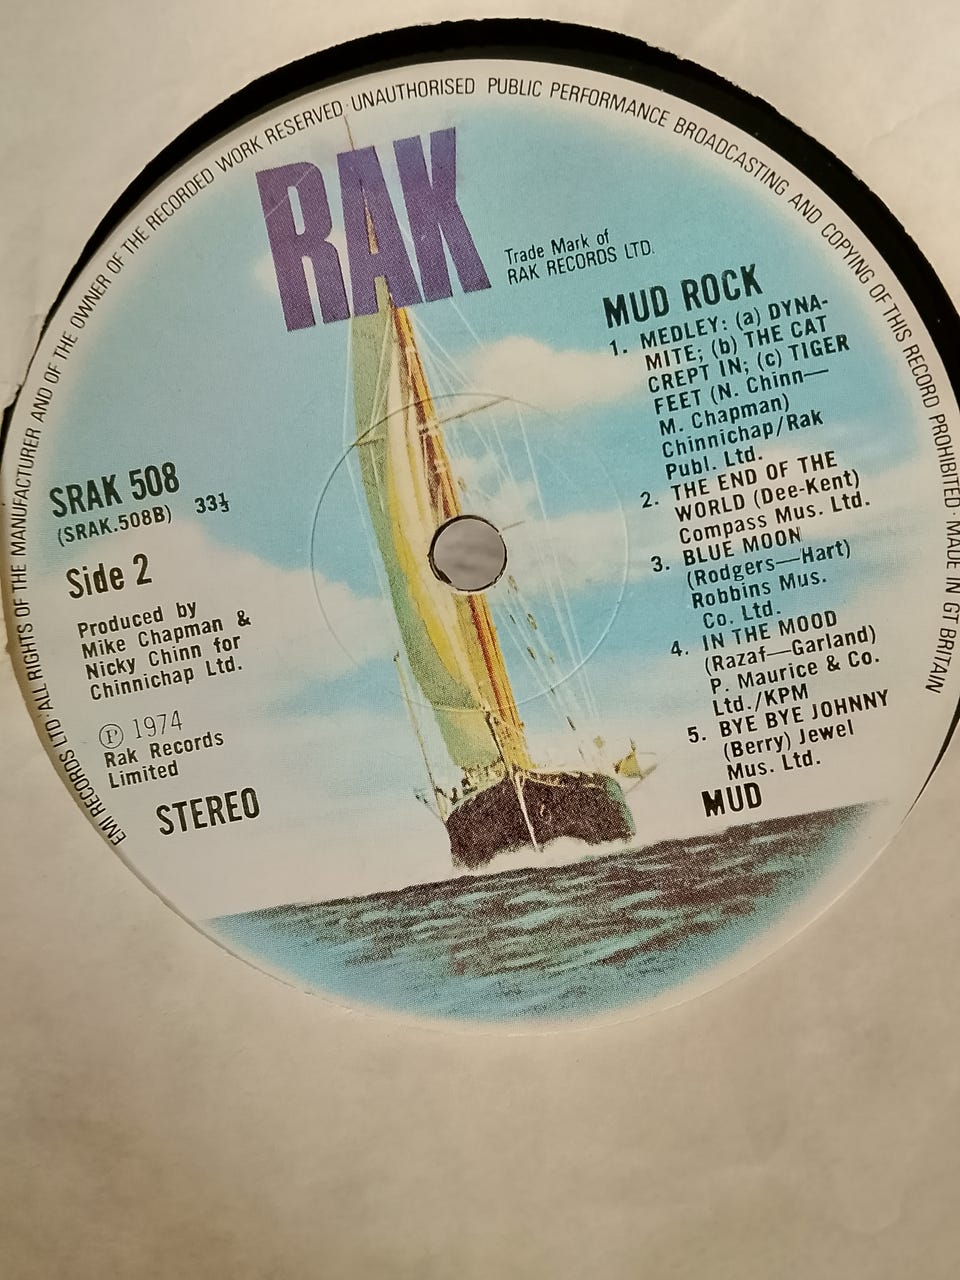 EMI RECORDS LTD·ALL RIGHTS OF THE MANUFACTURER AND OF THE OWNER OF THE RECORDED WORK RESERVED·UNAUTHORISED PUBLIC PERFORMANCE BROADCASTING AND COPYING OF THIS RECORD PROHIBITED·MADE IN GT BRITAIN
RAK
Trade Mark of
RAK RECORDS LTD.
MUD ROCK
1. MEDLEY: (a) DYNA-
MITE; (b) THE CAT
CREPT IN; (c) TIGER
FEET (N. Chinn—
M. Chapman)
Chinnichap/Rak
Publ. Ltd.
2. THE END OF THE
WORLD (Dee-Kent)
Compass Mus. Ltd.
3. BLUE MOON
(Rodgers—Hart)
Robbins Mus.
Co. Ltd.
4. IN THE MOOD
(Razaf—Garland)
P. Maurice & Co.
Ltd./KPM
5. BYE BYE JOHNNY
(Berry) Jewel
Mus. Ltd.
MUD
SRAK 508
(SRAK.508B) 33⅓
Side 2
Produced by
Mike Chapman &
Nicky Chinn for
Chinnichap Ltd.
℗ 1974
Rak Records
Limited
STEREO